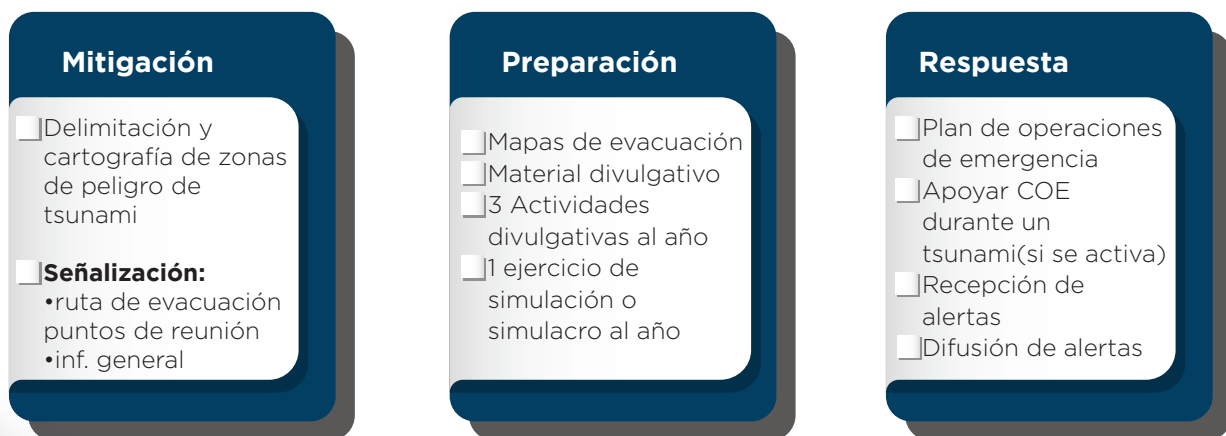 Mitigación
Delimitación y
cartografía de zonas
de peligro de
tsunami
Señalización:
•ruta de evacuación
puntos de reunión
•inf. general
Preparación
Mapas de evacuación
Material divulgativo
3 Actividades
divulgativas al año
1 ejercicio de
simulación o
simulacro al año
Respuesta
Plan de operaciones
de emergencia
Apoyar COE
durante un
tsunami(si se activa)
Recepción de
alertas
Difusión de alertas